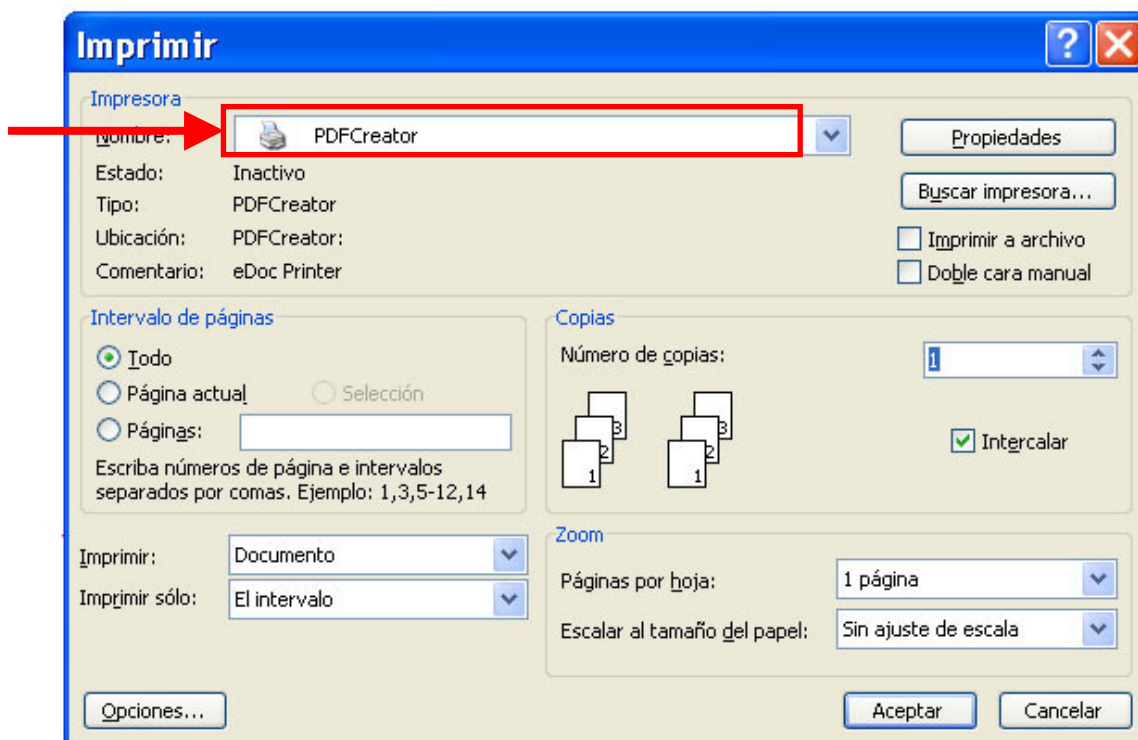 Imprimir
Impresora
Nombre: PDFCreator
Propiedades
Estado: Inactivo
Buscar impresora...
Tipo: PDFCreator
Ubicación: PDFCreator:
Imprimir a archivo
Comentario: eDoc Printer
Doble cara manual
Intervalo de páginas
Todo
Página actual Selección
Páginas:
Escriba números de página e intervalos
separados por comas. Ejemplo: 1,3,5-12,14
Copias
Número de copias: 1
3 3
2 2
1 1
Intercalar
Imprimir: Documento
Imprimir sólo: El intervalo
Zoom
Páginas por hoja: 1 página
Escalar al tamaño del papel: Sin ajuste de escala
Opciones...
Aceptar
Cancelar